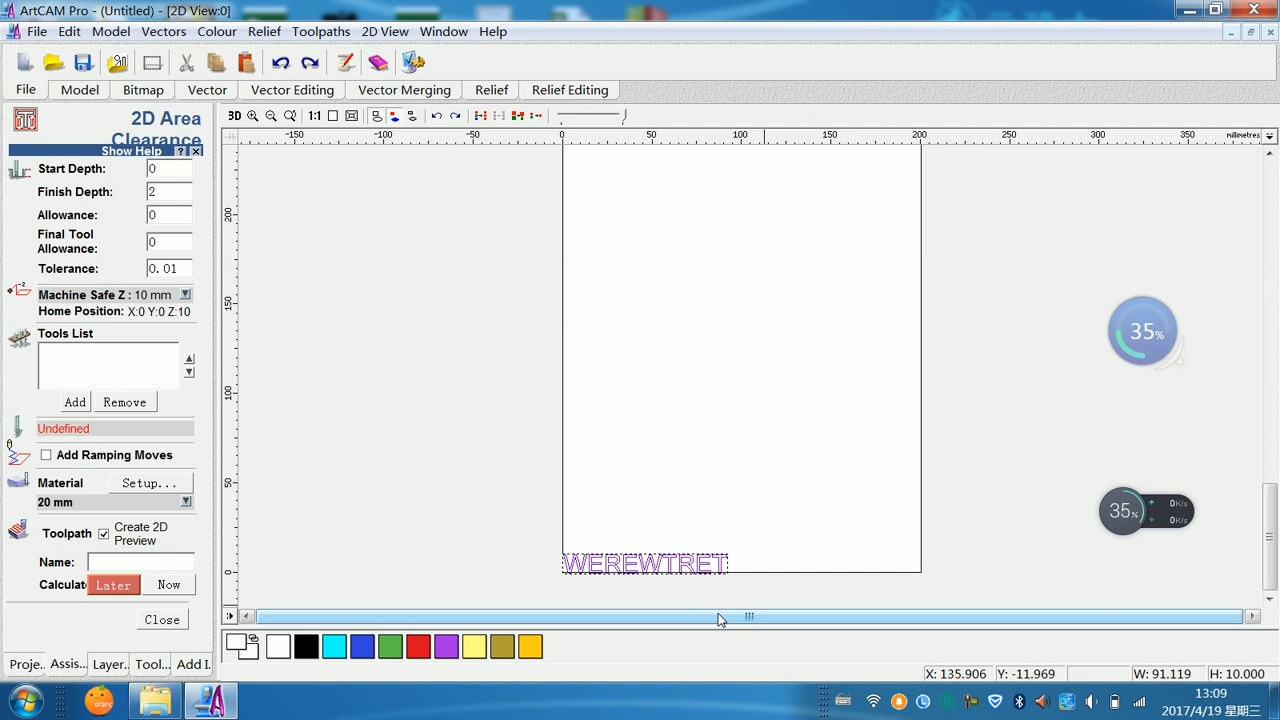 ArtCAM Pro - (Untitled) - [2D View:0]
File Edit Model Vectors Colour Relief Toolpaths 2D View Window Help
File Model Bitmap Vector Vector Editing Vector Merging Relief Relief Editing
2D Area
Clearance
Show Help ?
Start Depth: 0
Finish Depth: 2
Allowance: 0
Final Tool
Allowance: 0
Tolerance: 0.01
Machine Safe Z : 10 mm
Home Position: X:0 Y:0 Z:10
Tools List
Add Remove
Undefined
Add Ramping Moves
Material Setup...
20 mm
Toolpath Create 2D
Preview
Name:
Calculat Later Now
Close
Proje. Assis... Layer. Tool... Add I.
3D 1:1
-150 -100 -50 0 50 100 150 200 250 300 350 millimetres
200
150
100
50
0
WEREWTRET
35%
35% 0K/s
0K/s
X: 135.906 Y: -11.969 W: 91.119 H: 10.000
orange
13:09
2017/4/19 星期三